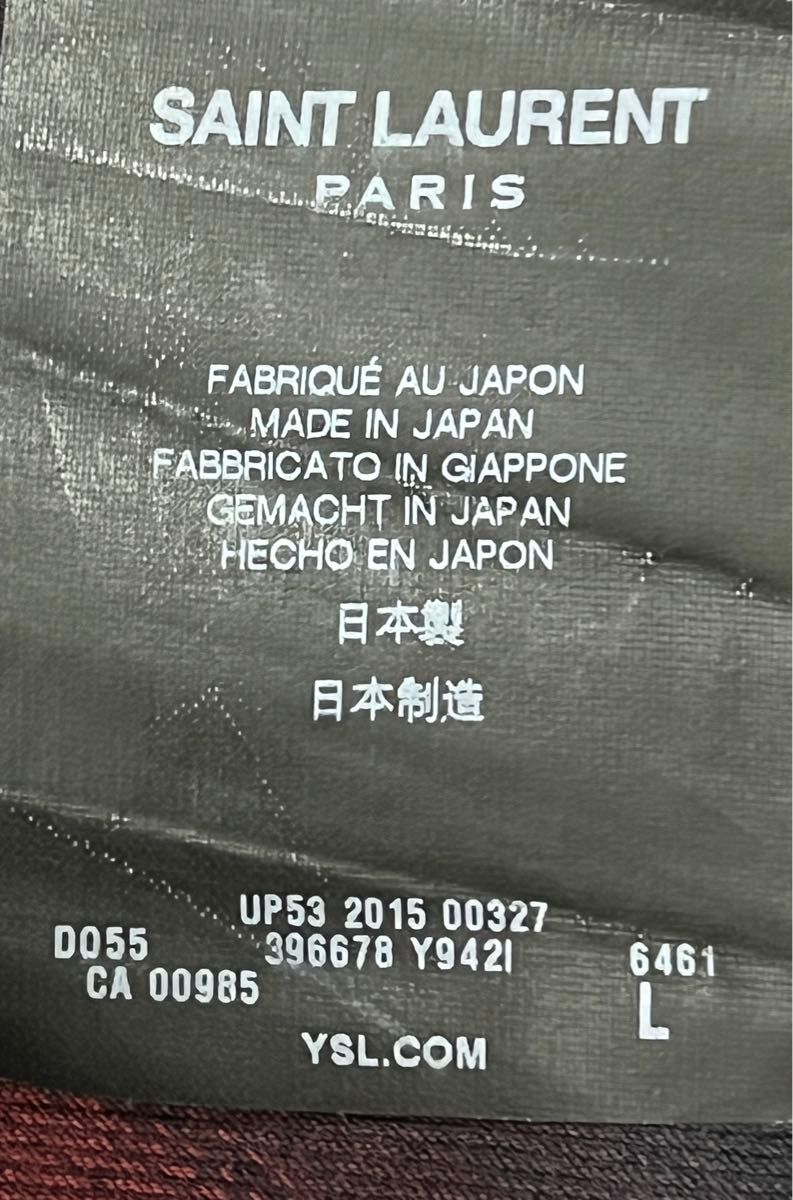 SAINT LAURENT
PARIS
FABRIQUÉ AU JAPON
MADE IN JAPAN
FABBRICATO IN GIAPPONE
GEMACHT IN JAPAN
HECHO EN JAPON
日本製
日本制造
UP53 2015 00327
D055 396678 Y942I 6461
CA 00985 L
YSL.COM